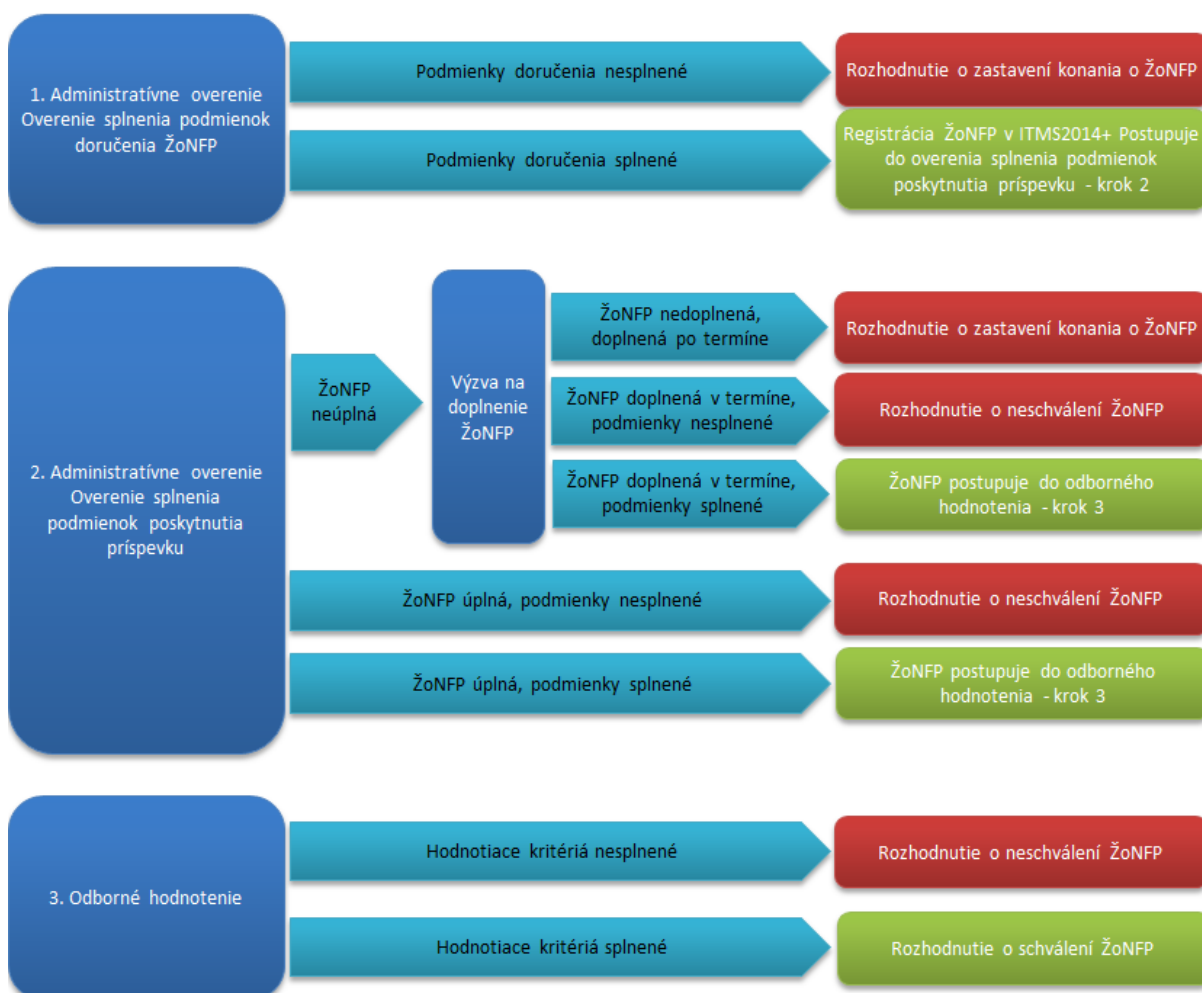 1. Administratívne overenie
Overenie splnenia podmienok
doručenia ŽoNFP
Podmienky doručenia nesplnené
Rozhodnutie o zastavení konania o ŽoNFP
Podmienky doručenia splnené
Registrácia ŽoNFP v ITMS2014+ Postupuje
do overenia splnenia podmienok
poskytnutia príspevku - krok 2
2. Administratívne overenie
Overenie splnenia
podmienok poskytnutia
príspevku
ŽoNFP
neúplná
Výzva na
doplnenie
ŽoNFP
ŽoNFP nedoplnená,
doplnená po termíne
Rozhodnutie o zastavení konania o ŽoNFP
ŽoNFP doplnená v termíne,
podmienky nesplnené
Rozhodnutie o neschválení ŽoNFP
ŽoNFP doplnená v termíne,
podmienky splnené
ŽoNFP postupuje do odborného
hodnotenia - krok 3
ŽoNFP úplná, podmienky nesplnené
Rozhodnutie o neschválení ŽoNFP
ŽoNFP úplná, podmienky splnené
ŽoNFP postupuje do odborného
hodnotenia - krok 3
3. Odborné hodnotenie
Hodnotiace kritériá nesplnené
Rozhodnutie o neschválení ŽoNFP
Hodnotiace kritériá splnené
Rozhodnutie o schválení ŽoNFP